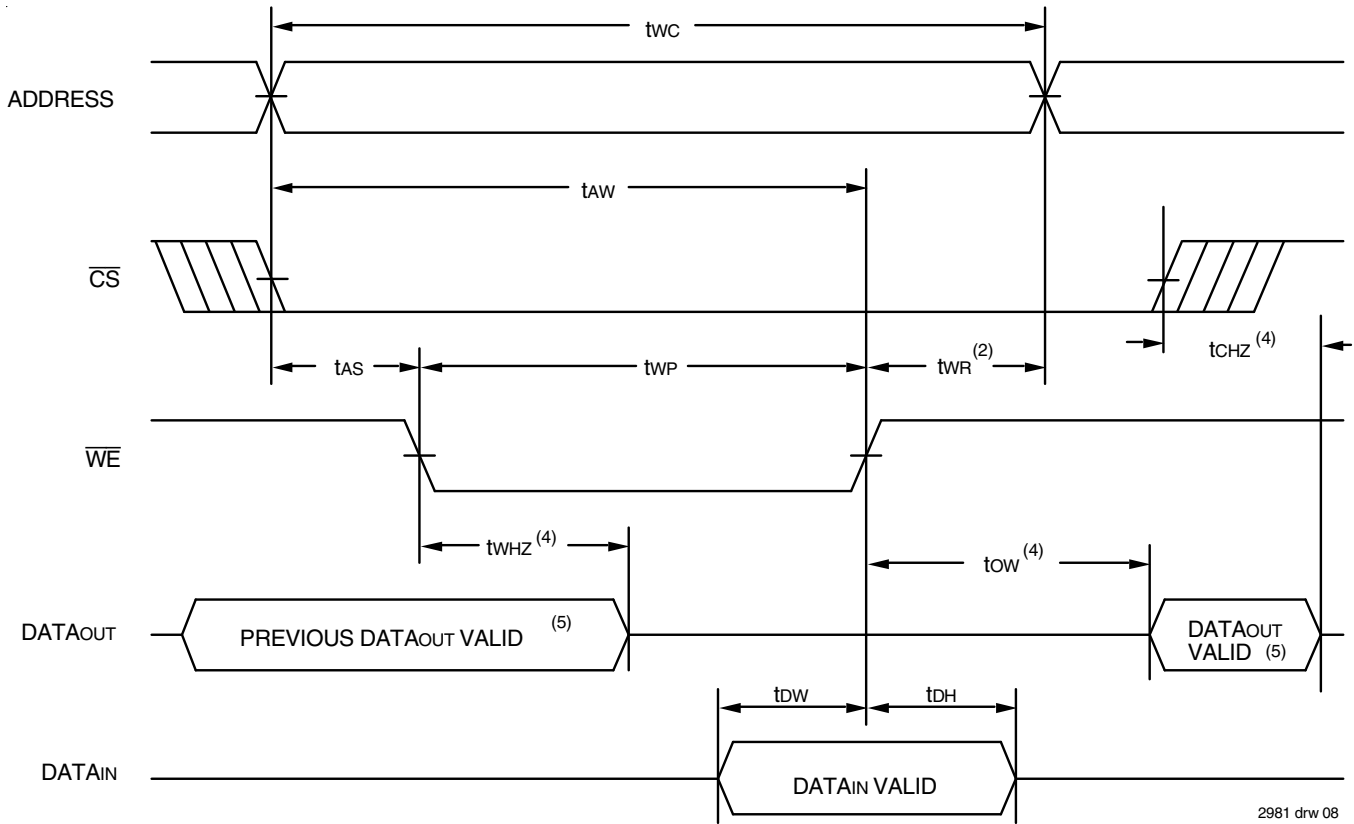 tWC
ADDRESS
tAW
CS
tCHZ (4)
tAS
tWP
tWR (2)
WE
tWHZ (4)
tOW (4)
DATAOUT
PREVIOUS DATAOUT VALID (5)
DATAOUT
VALID (5)
tDW
tDH
DATAIN
DATAIN VALID
2981 drw 08